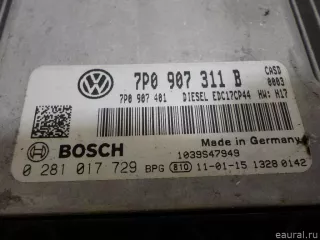 7P0 907 311 B CASD
0003
7P0 907 401 DIESEL EDC17CP44 HW: H17
BOSCH Made in Germany
1039S47949
0 281 017 729 BPG 810 11-01-15 1328 0142
eaural.ru